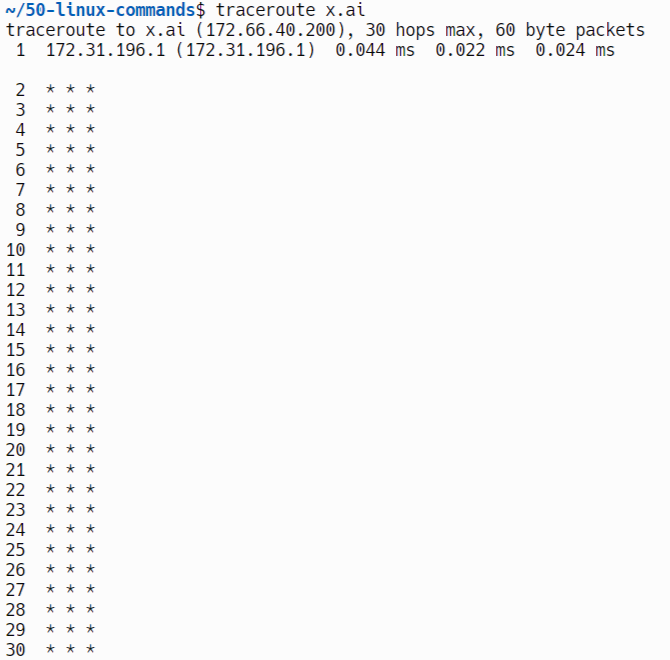 ~/50-linux-commands$ traceroute x.ai
traceroute to x.ai (172.66.40.200), 30 hops max, 60 byte packets
 1  172.31.196.1 (172.31.196.1)  0.044 ms  0.022 ms  0.024 ms

 2  * * *
 3  * * *
 4  * * *
 5  * * *
 6  * * *
 7  * * *
 8  * * *
 9  * * *
10  * * *
11  * * *
12  * * *
13  * * *
14  * * *
15  * * *
16  * * *
17  * * *
18  * * *
19  * * *
20  * * *
21  * * *
22  * * *
23  * * *
24  * * *
25  * * *
26  * * *
27  * * *
28  * * *
29  * * *
30  * * *